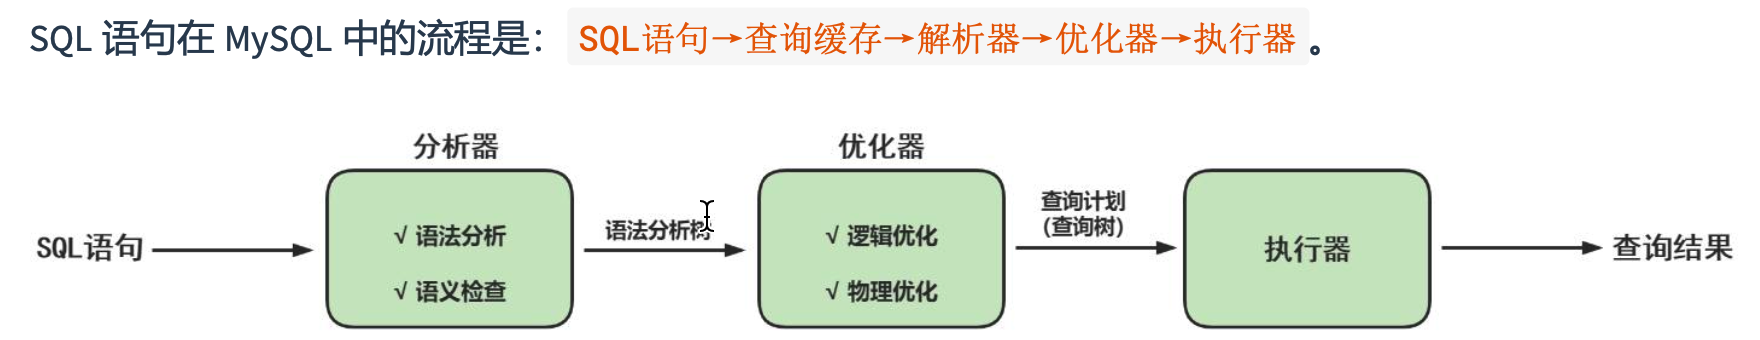 SQL 语句在 MySQL 中的流程是： SQL语句→查询缓存→解析器→优化器→执行器 。
分析器
优化器
SQL语句
√ 语法分析
√ 语义检查
语法分析树
√ 逻辑优化
√ 物理优化
查询计划
(查询树)
执行器
查询结果